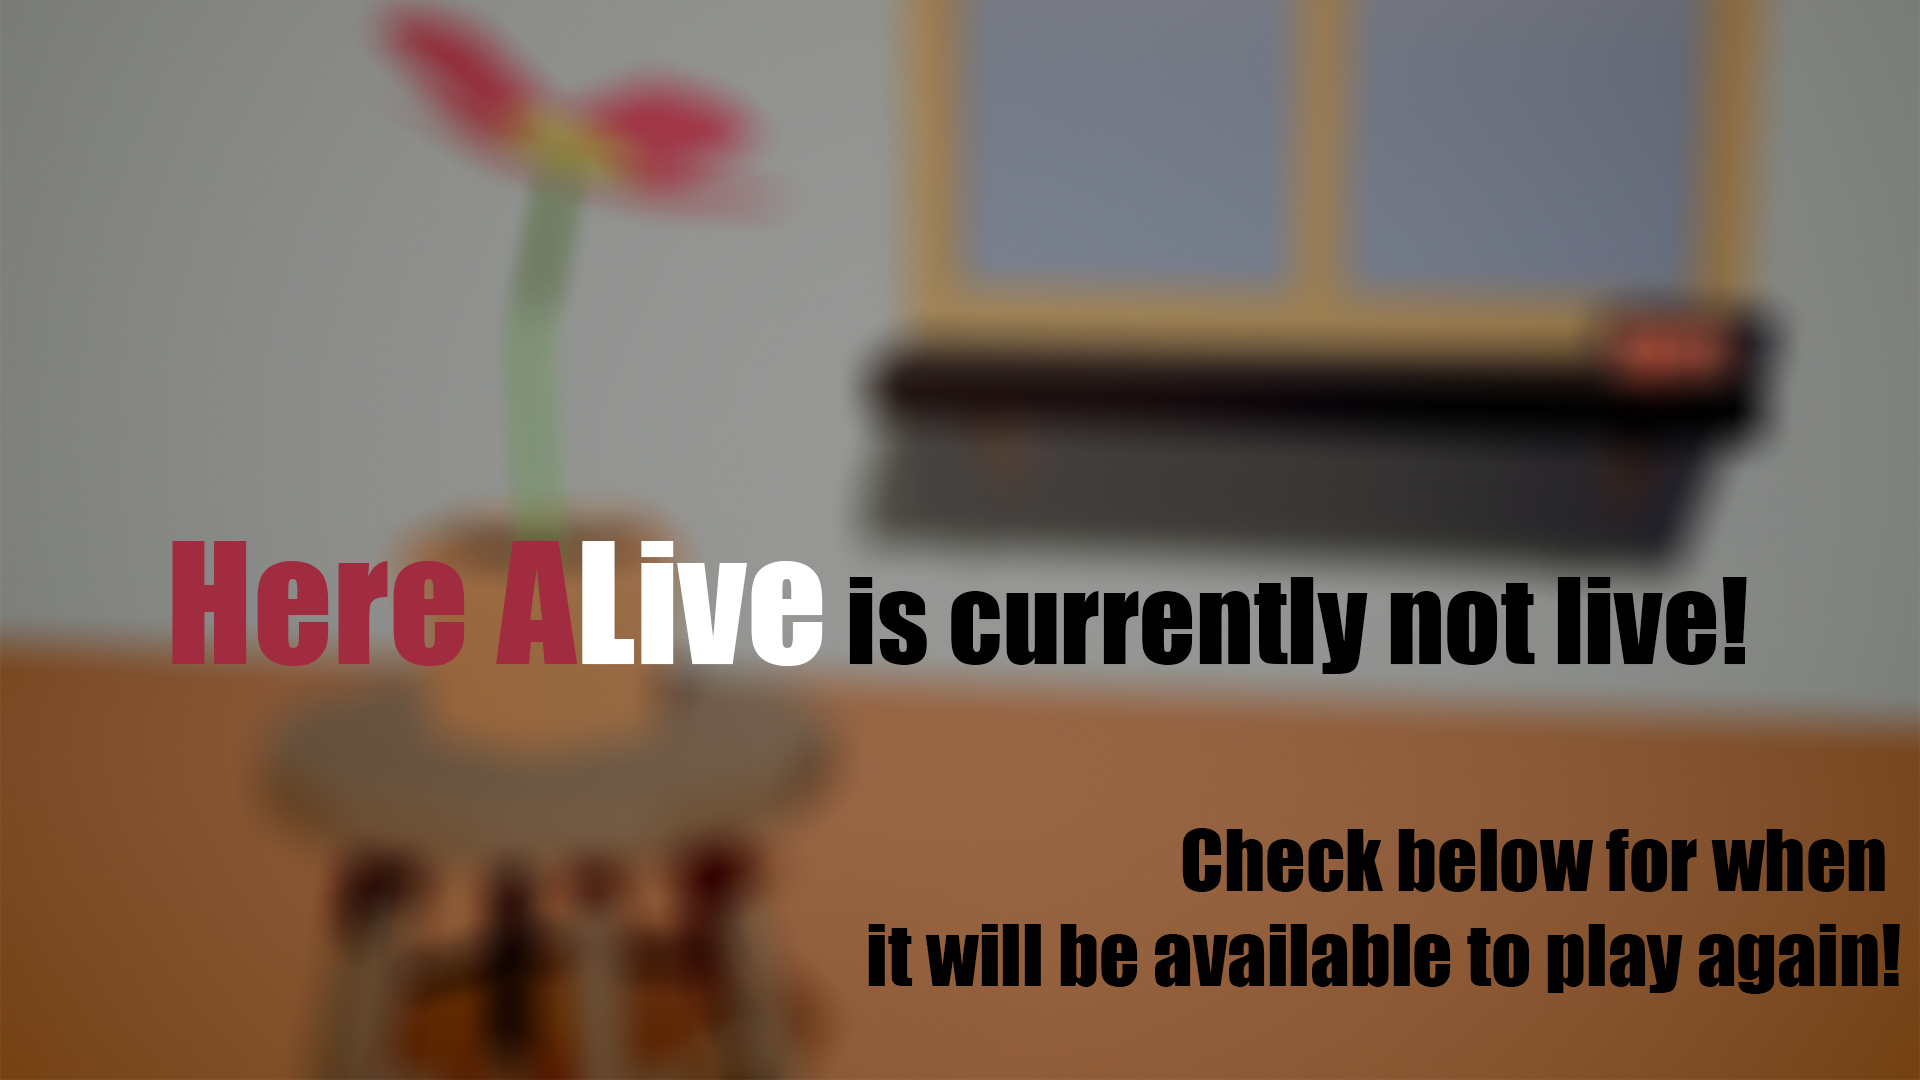 Here ALive is currently not live!
Check below for when
it will be available to play again!